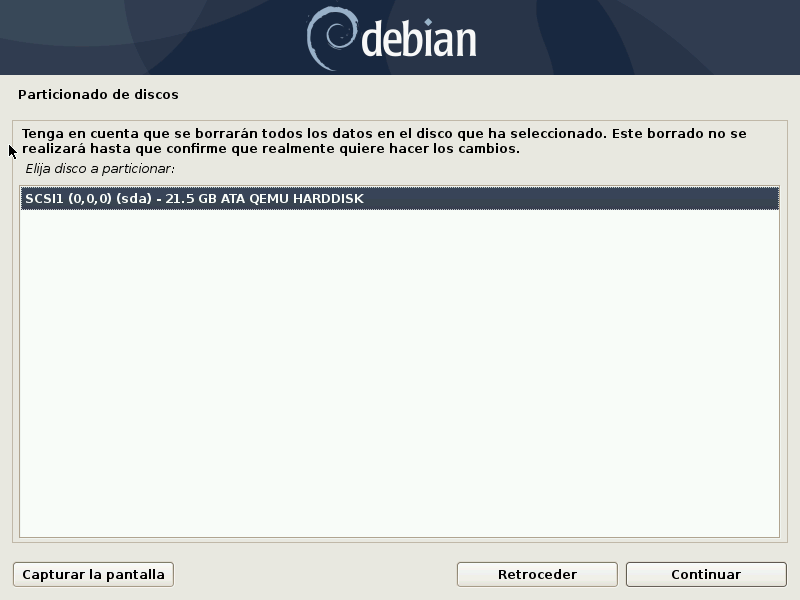 debian
Particionado de discos
Tenga en cuenta que se borrarán todos los datos en el disco que ha seleccionado. Este borrado no se
realizará hasta que confirme que realmente quiere hacer los cambios.
Elija disco a particionar:
SCSI1 (0,0,0) (sda) - 21.5 GB ATA QEMU HARDDISK
Capturar la pantalla
Retroceder
Continuar